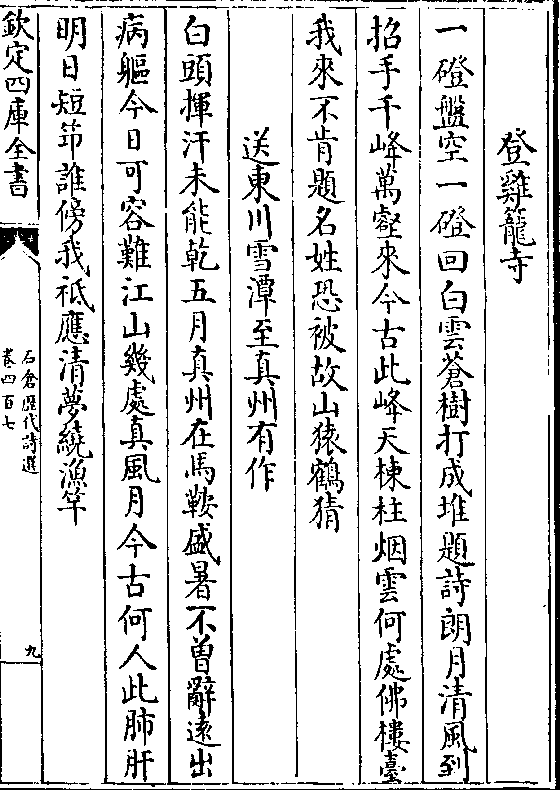 登雞籠寺
一磴盤空一磴回白雲蒼樹打成堆題詩朗月清風到
招手千峰萬壑來今古此峰天棟柱烟雲何處佛樓臺
我來不肯題名姓恐被故山猿鶴猜
送東川雪潭至真州有作
白頭揮汗未能乾五月真州在馬鞍盛暑不曾辭遠出
病軀今日可容難江山幾處真風月今古何人此肺肝
明日短笻誰傍我祗應清夢繞漁竿
欽定四庫全書
石倉歷代詩選
卷四百七
九